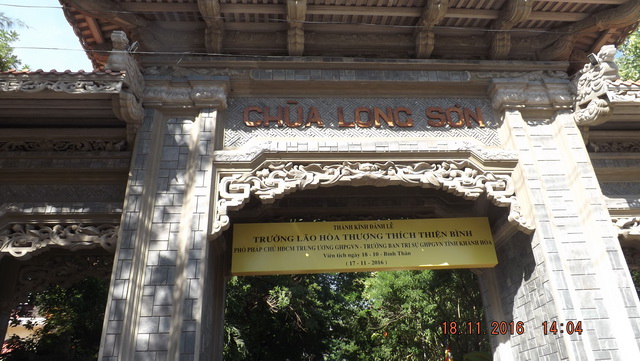 CHÙA LONG SƠN
THÀNH KÍNH ĐẢNH LỄ
TRƯỞNG LÃO HÒA THƯỢNG THÍCH THIỆN BÌNH
PHÓ PHÁP CHỦ HĐCM TRUNG ƯƠNG GHPGVN - TRƯỞNG BAN TRỊ SỰ GHPGVN TỈNH KHÁNH HÒA
Viên tịch ngày 18 - 10 - Bính Thân
( 17 - 11 - 2016 )
18.11.2016 14:04